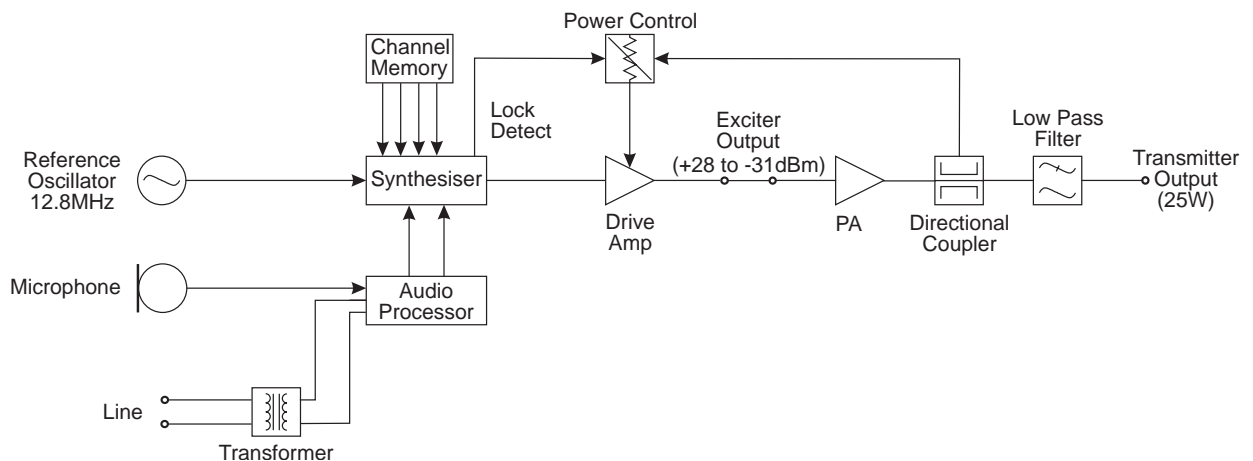 Power Control
Channel
Memory
Lock
Detect
Exciter
Output
(+28 to -31dBm)
Low Pass
Filter
Reference
Oscillator
12.8MHz
Synthesiser
Transmitter
Output
(25W)
Drive
Amp
PA
Directional
Coupler
Microphone
Audio
Processor
Line
Transformer